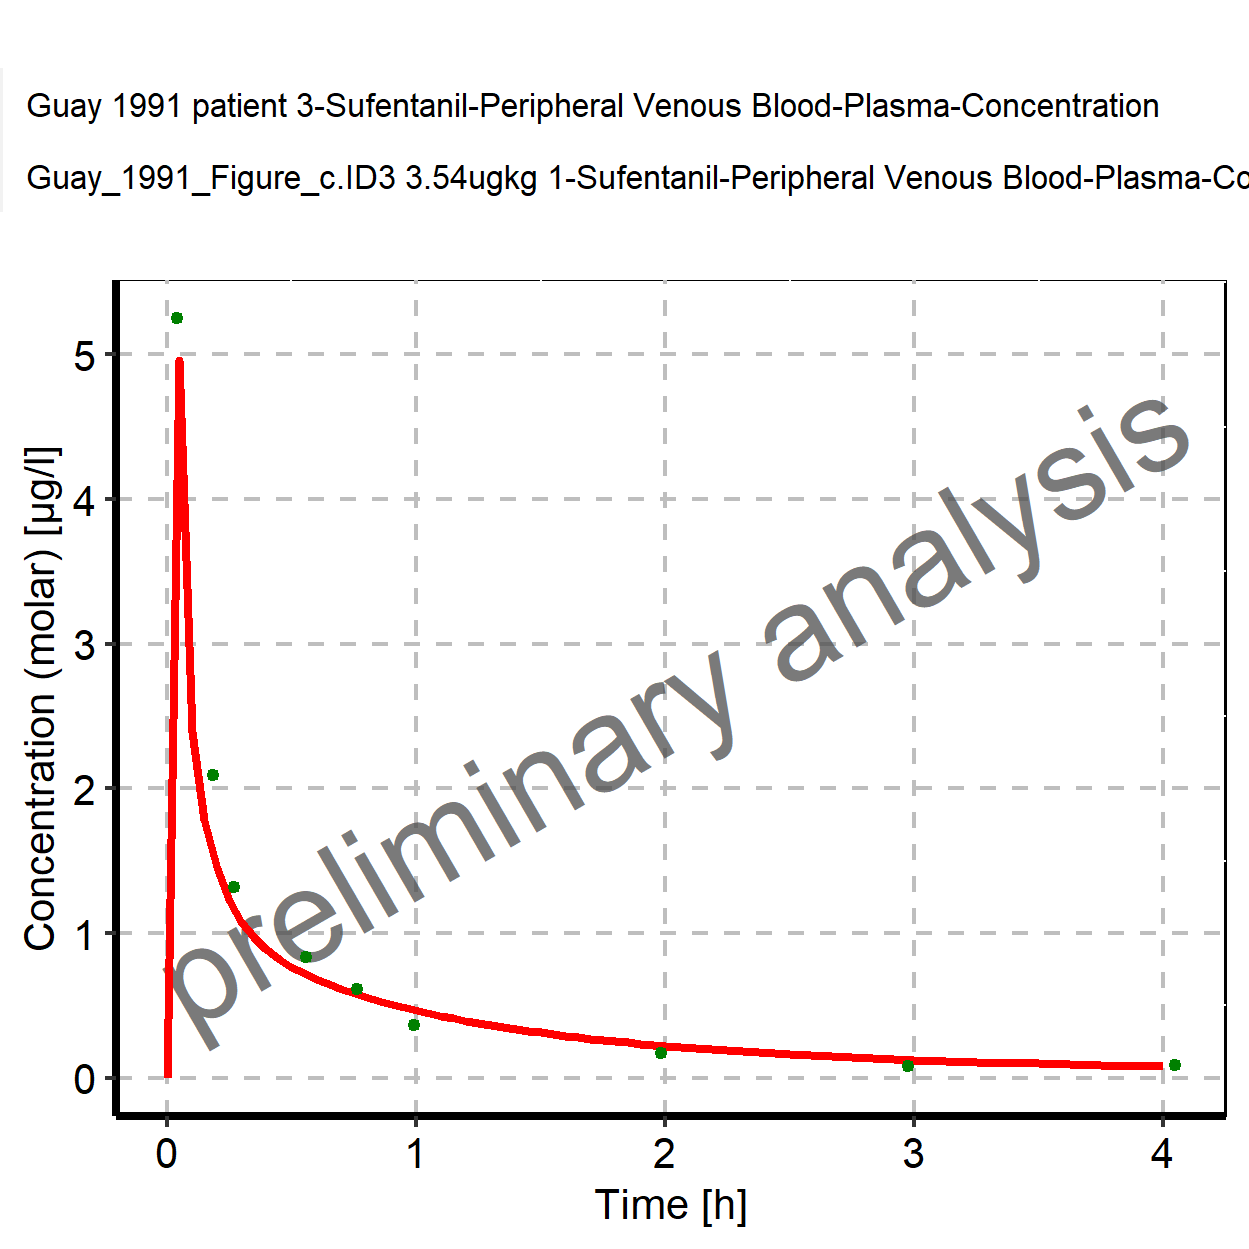 Guay 1991 patient 3-Sufentanil-Peripheral Venous Blood-Plasma-Concentration
Guay_1991_Figure_c.ID3 3.54ugkg 1-Sufentanil-Peripheral Venous Blood-Plasma-Co
5
4
3
2
1
0
Concentration (molar) [µg/l]
preliminary analysis
0 1 2 3 4
Time [h]